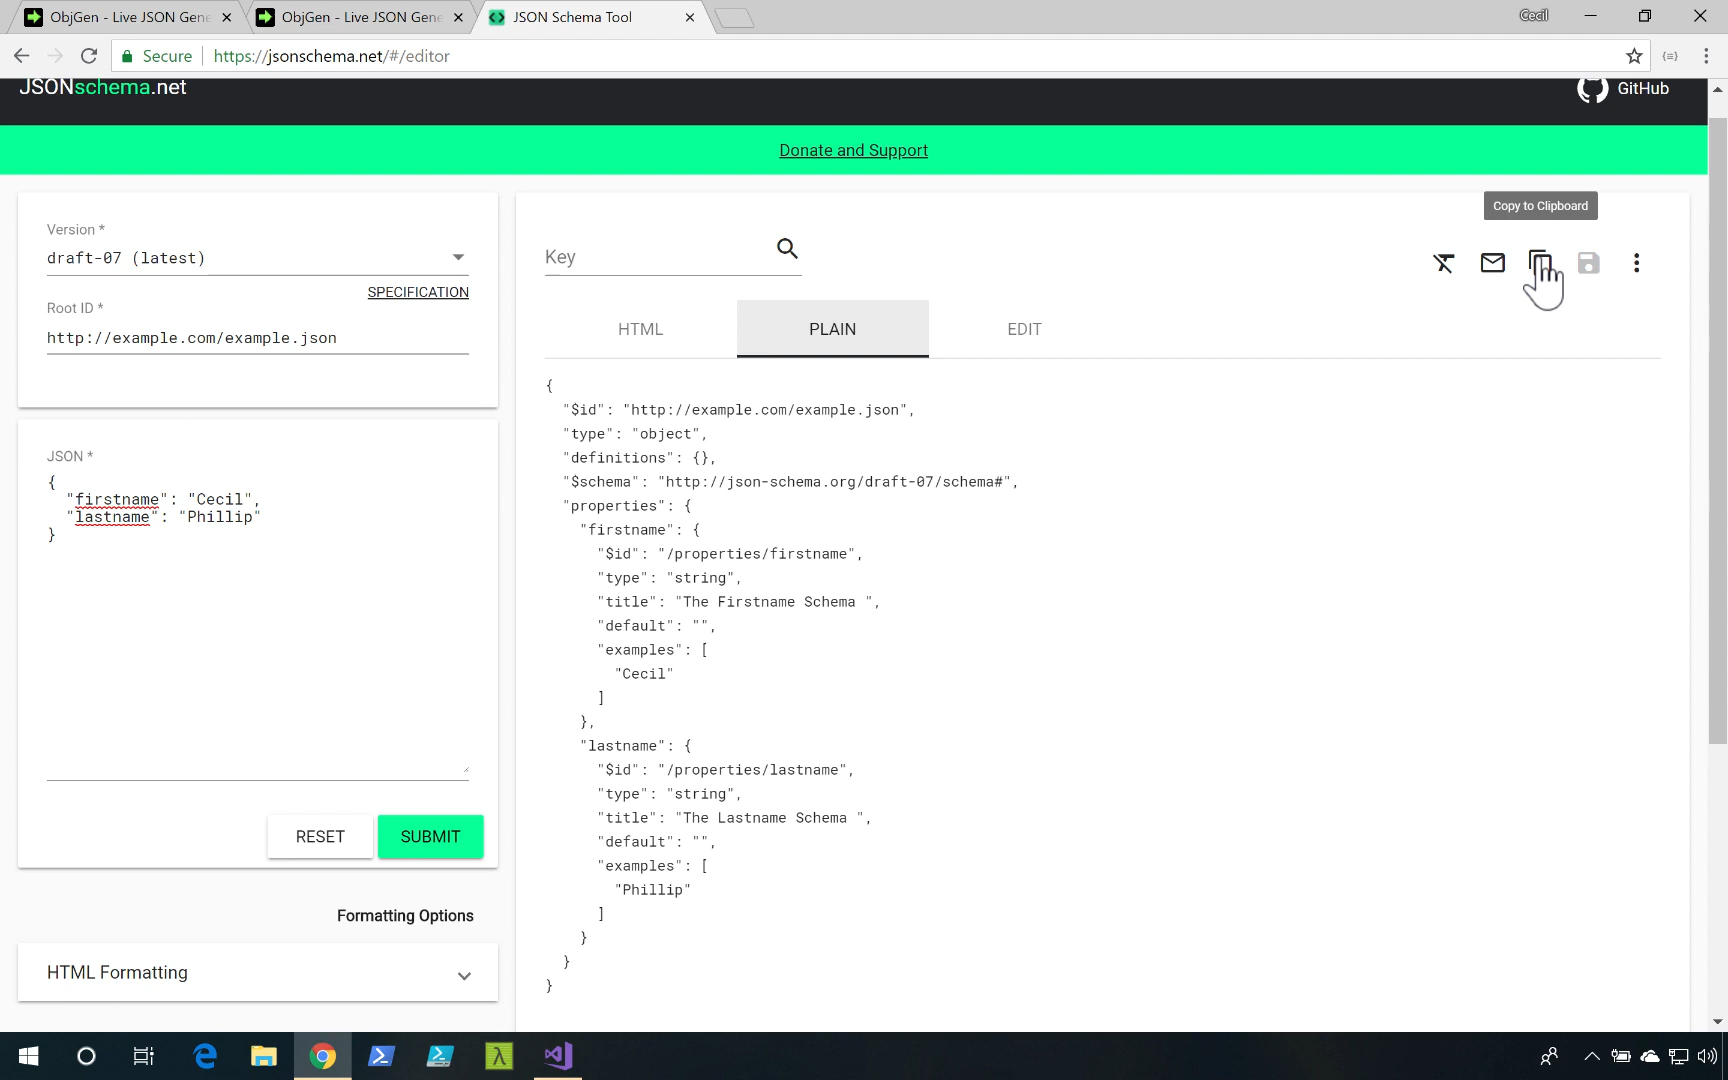 ObjGen - Live JSON Gene
ObjGen - Live JSON Gene
JSON Schema Tool
Cecil
Secure
https://jsonschema.net/#/editor
JSONschema.net
GitHub
Donate and Support
Copy to Clipboard
Version *
draft-07 (latest)
SPECIFICATION
Root ID *
http://example.com/example.json
Key
HTML
PLAIN
EDIT
JSON *
{
"firstname": "Cecil",
"lastname": "Phillip"
}
RESET
SUBMIT
Formatting Options
HTML Formatting
{
"$id": "http://example.com/example.json",
"type": "object",
"definitions": {},
"$schema": "http://json-schema.org/draft-07/schema#",
"properties": {
"firstname": {
"$id": "/properties/firstname",
"type": "string",
"title": "The Firstname Schema ",
"default": "",
"examples": [
"Cecil"
]
},
"lastname": {
"$id": "/properties/lastname",
"type": "string",
"title": "The Lastname Schema ",
"default": "",
"examples": [
"Phillip"
]
}
}
}